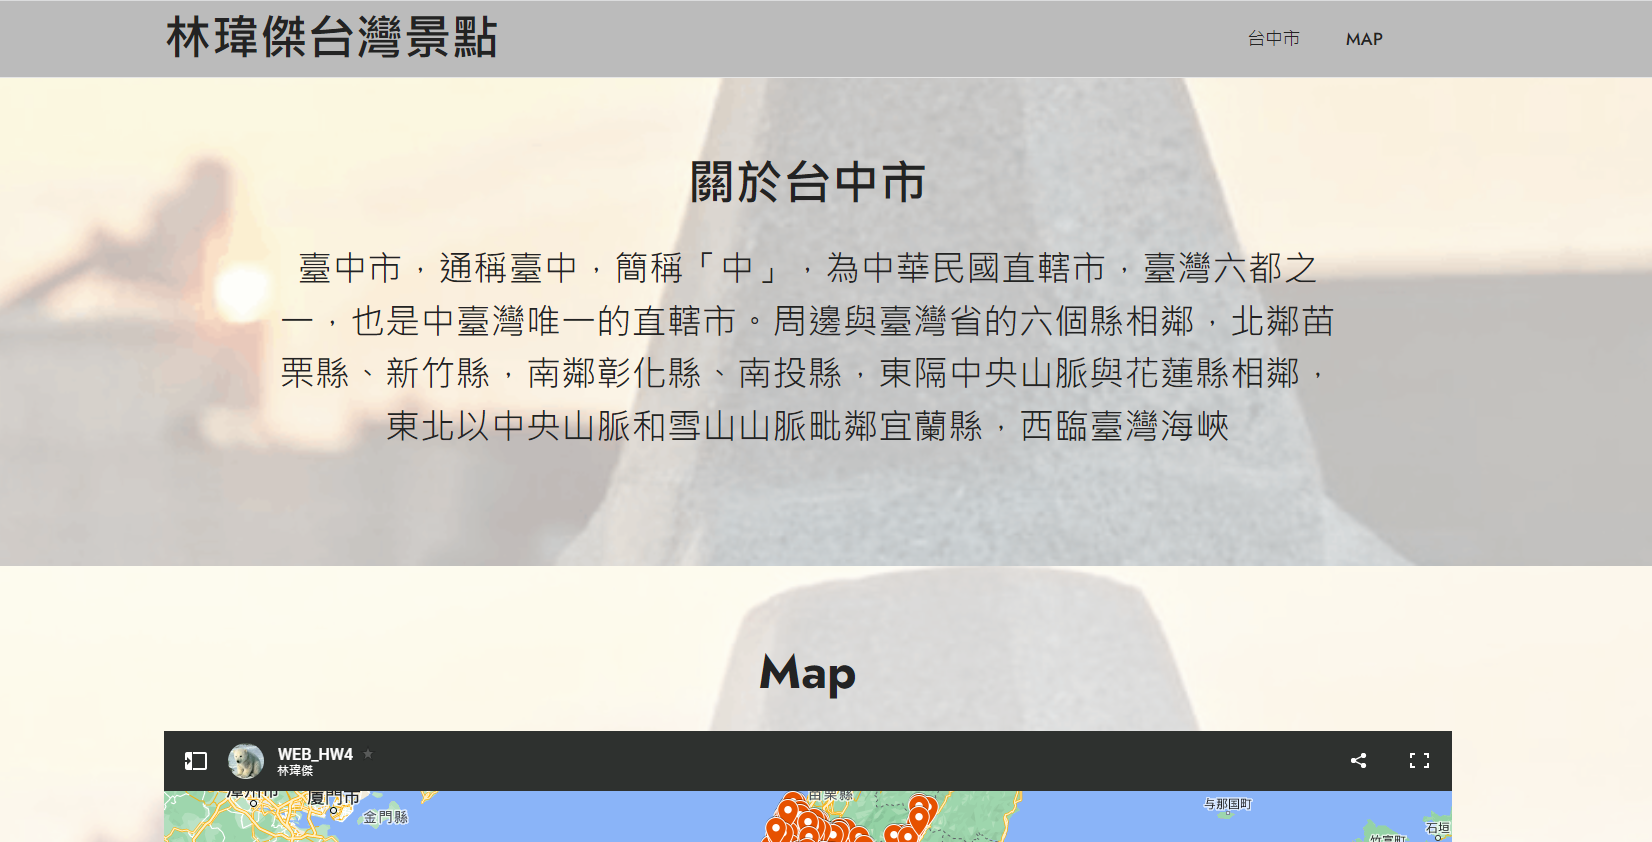 林瑋傑台灣景點
台中市 MAP
關於台中市
臺中市，通稱臺中，簡稱「中」，為中華民國直轄市，臺灣六都之
一，也是中臺灣唯一的直轄市。周邊與臺灣省的六個縣相鄰，北鄰苗
栗縣、新竹縣，南鄰彰化縣、南投縣，東隔中央山脈與花蓮縣相鄰，
東北以中央山脈和雪山山脈毗鄰宜蘭縣，西臨臺灣海峽
Map
WEB_HW4
林瑋傑
漳州市
廈門市
金門縣
苗栗縣
与那国町
石垣
竹富町